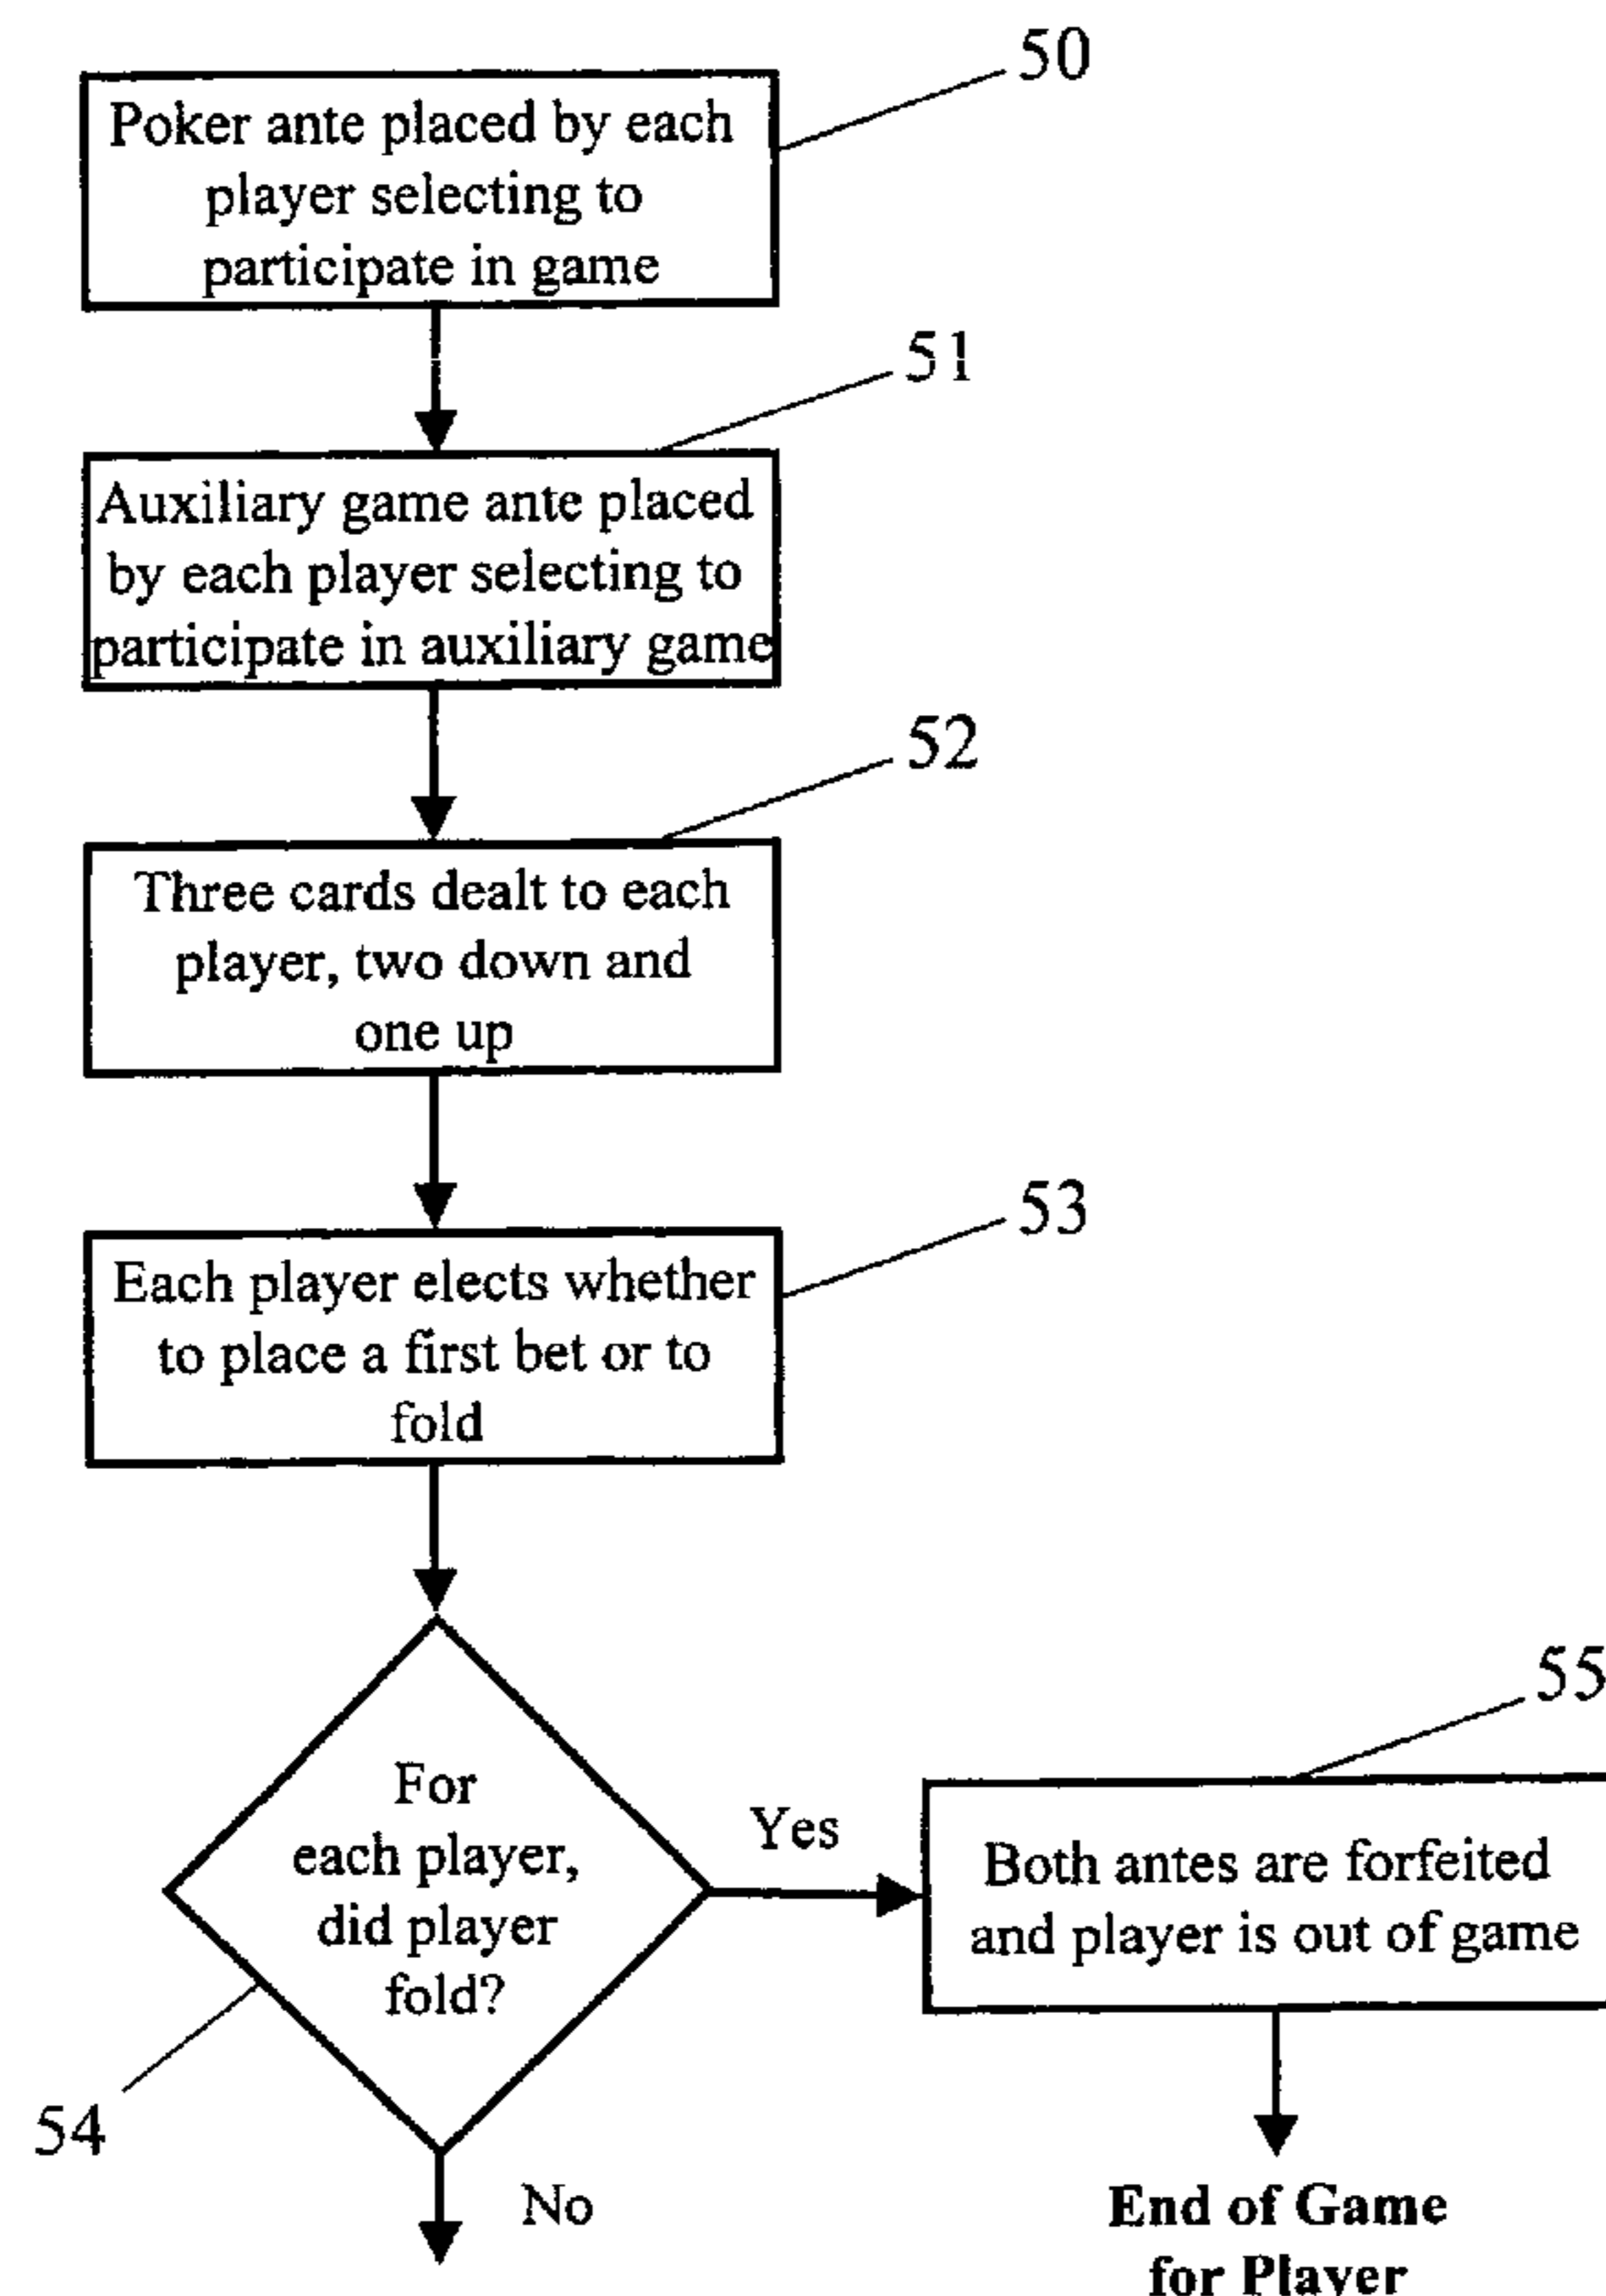 50
Poker ante placed by each
player selecting to
participate in game
51
Auxiliary game ante placed
by each player selecting to
participate in auxiliary game
52
Three cards dealt to each
player, two down and
one up
53
Each player elects whether
to place a first bet or to
fold
For
each player,
did player
fold?
54
Yes
No
55
Both antes are forfeited
and player is out of game
End of Game
for Player